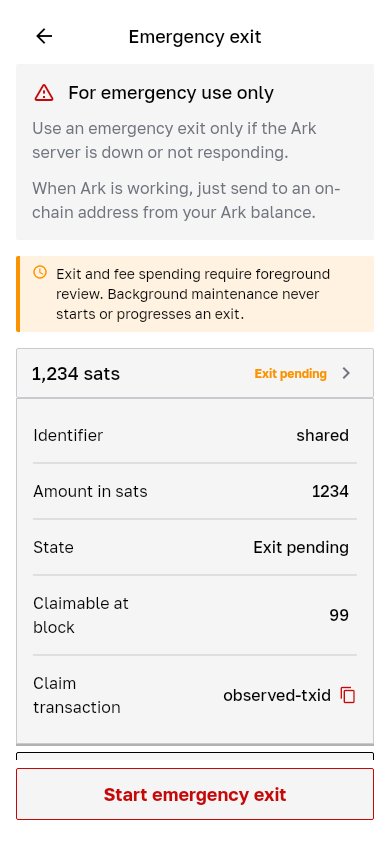 Emergency exit
For emergency use only
Use an emergency exit only if the Ark
server is down or not responding.
When Ark is working, just send to an on-
chain address from your Ark balance.
Exit and fee spending require foreground
review. Background maintenance never
starts or progresses an exit.
1,234 sats Exit pending
Identifier shared
Amount in sats 1234
State Exit pending
Claimable at
block 99
Claim
transaction observed-txid
Start emergency exit